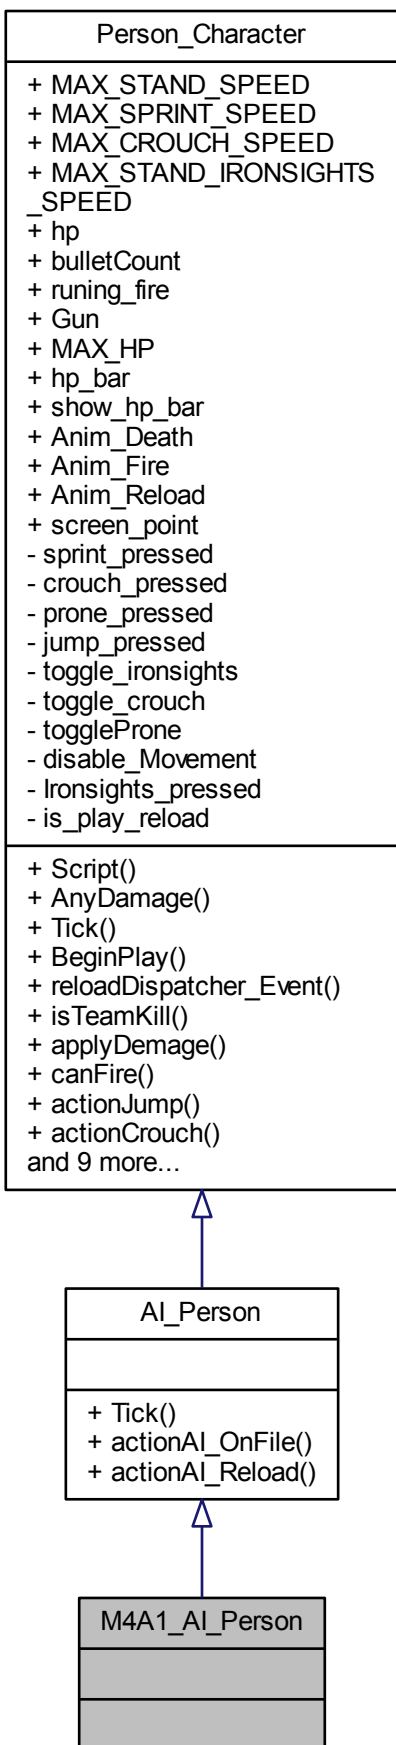 Person_Character
+ MAX_STAND_SPEED
+ MAX_SPRINT_SPEED
+ MAX_CROUCH_SPEED
+ MAX_STAND_IRONSIGHTS
_SPEED
+ hp
+ bulletCount
+ runing_fire
+ Gun
+ MAX_HP
+ hp_bar
+ show_hp_bar
+ Anim_Death
+ Anim_Fire
+ Anim_Reload
+ screen_point
- sprint_pressed
- crouch_pressed
- prone_pressed
- jump_pressed
- toggle_ironsights
- toggle_crouch
- toggleProne
- disable_Movement
- Ironsights_pressed
- is_play_reload
+ Script()
+ AnyDamage()
+ Tick()
+ BeginPlay()
+ reloadDispatcher_Event()
+ isTeamKill()
+ applyDemage()
+ canFire()
+ actionJump()
+ actionCrouch()
and 9 more...
AI_Person
+ Tick()
+ actionAI_OnFile()
+ actionAI_Reload()
M4A1_AI_Person